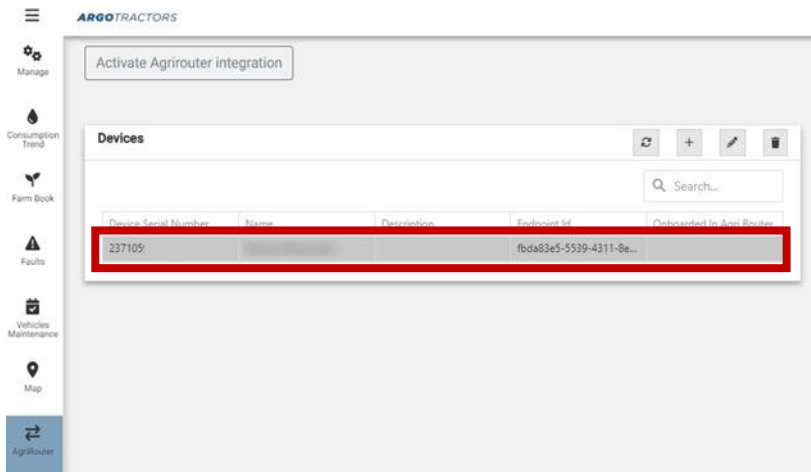 ARGOTRACTORS
Manage
Activate Agrirouter integration
Consumption
Trend
Devices
Search...
Farm Book
Device Serial Number Name Description Endpoint Id Onboarded In Agri Router
237105 fbda83e5-5539-4311-8e...
Faults
Vehicles
Maintenance
Map
AgriRouter